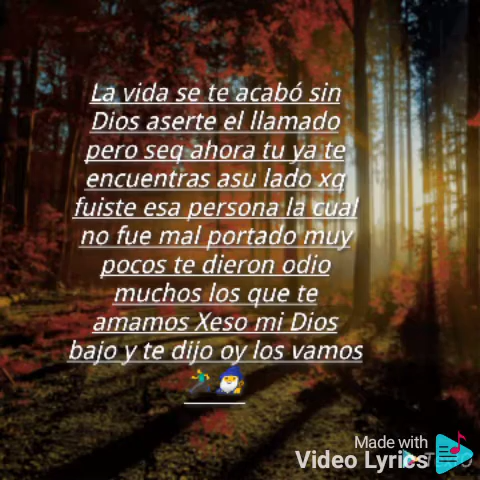 La vida se te acabó sin
Dios aserte el llamado
pero seq ahora tu ya te
encuentras asu lado xq
fuiste esa persona la cual
no fue mal portado muy
pocos te dieron odio
muchos los que te
amamos Xeso mi Dios
bajo y te dijo oy los vamos
Made with
Video Lyrics